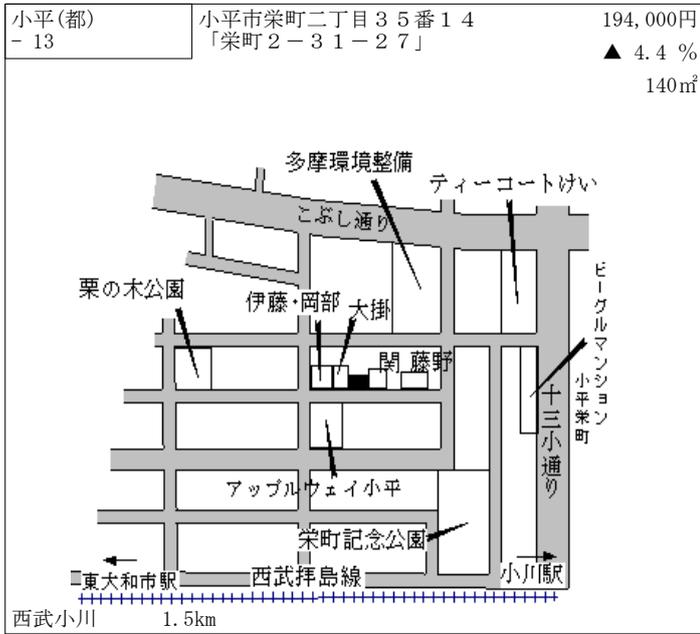 小平(都)
- 13
小平市栄町二丁目35番14
「栄町2-31-27」
194,000円
▲ 4.4 %
140㎡
多摩環境整備
ティーコートけい
こぶし通り
栗の木公園
伊藤・岡部
大掛
関 藤野
ビーグルマンション
小平栄町
十三小通り
アップルウェイ小平
栄町記念公園
東大和市駅
西武拝島線
小川駅
西武小川 1.5km